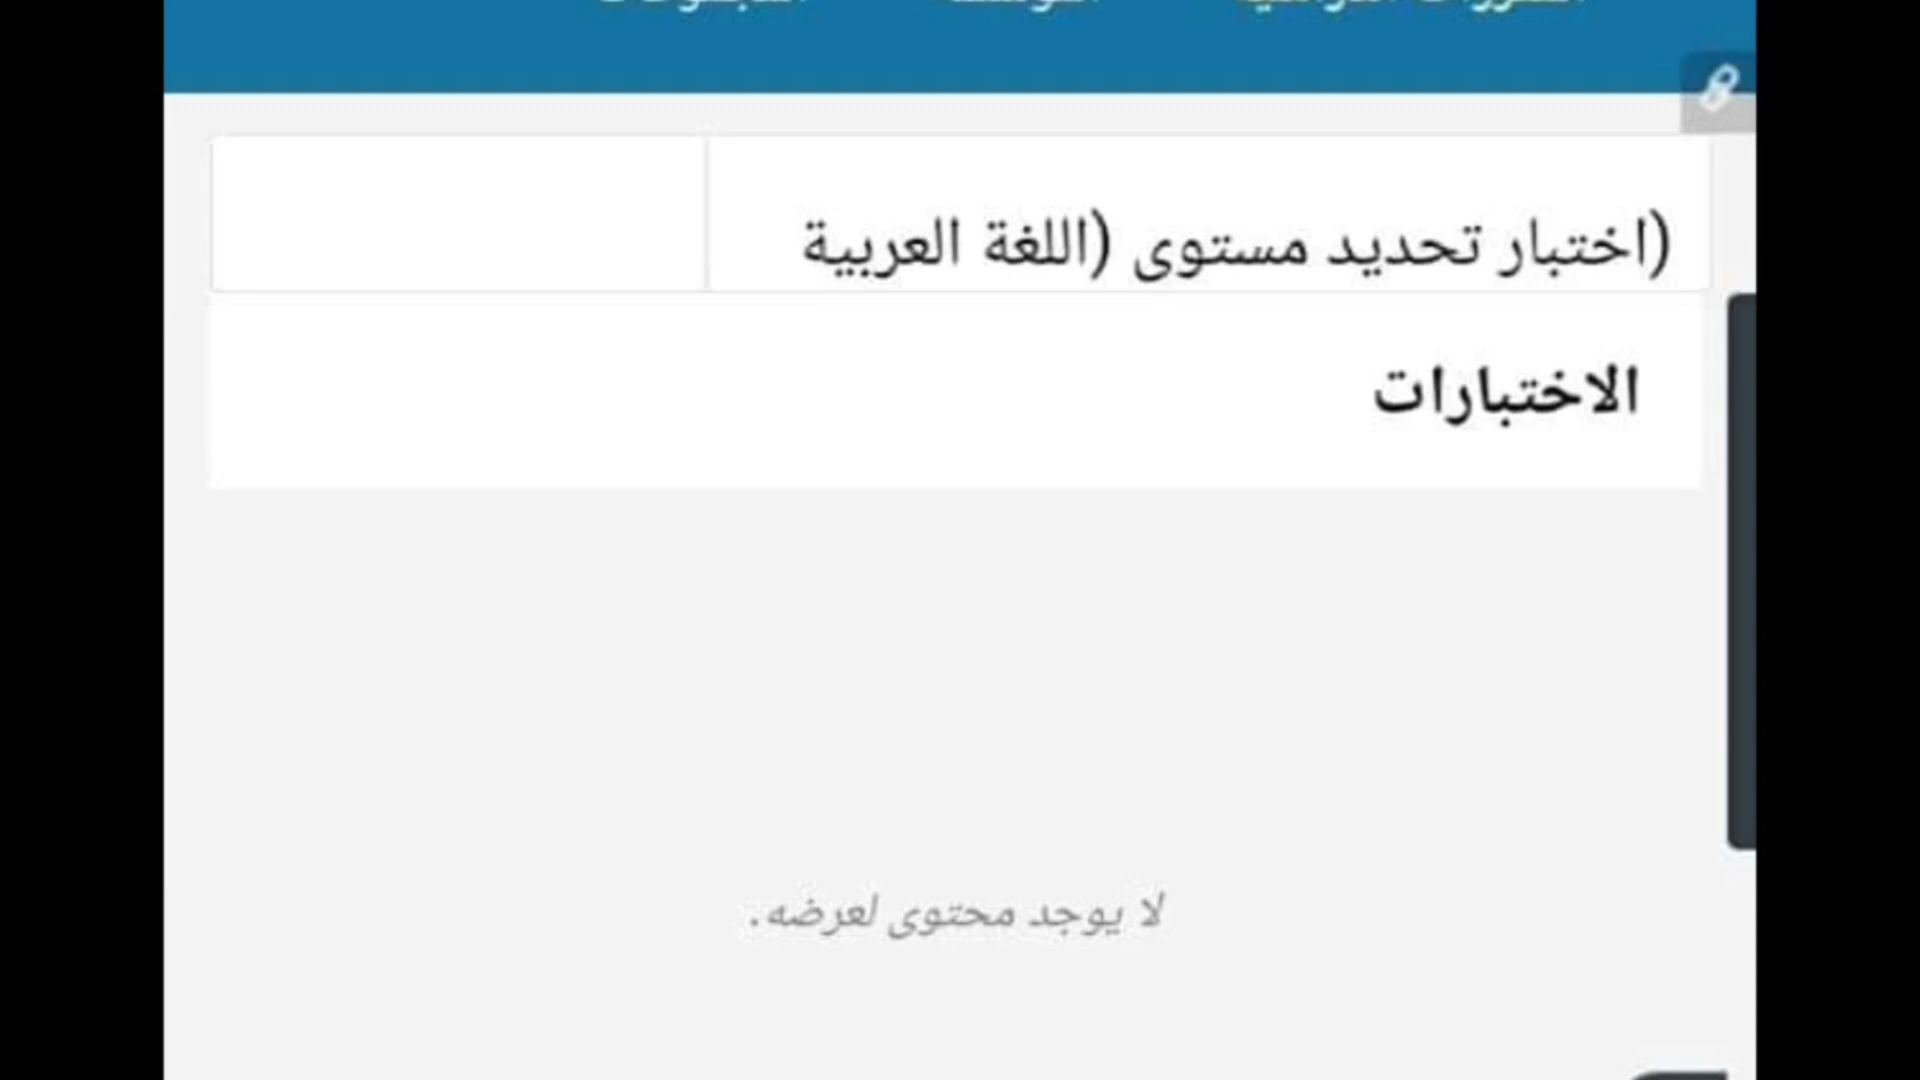 (اختبار تحديد مستوى (اللغة العربية
الاختبارات
لا يوجد محتوى لعرضه.